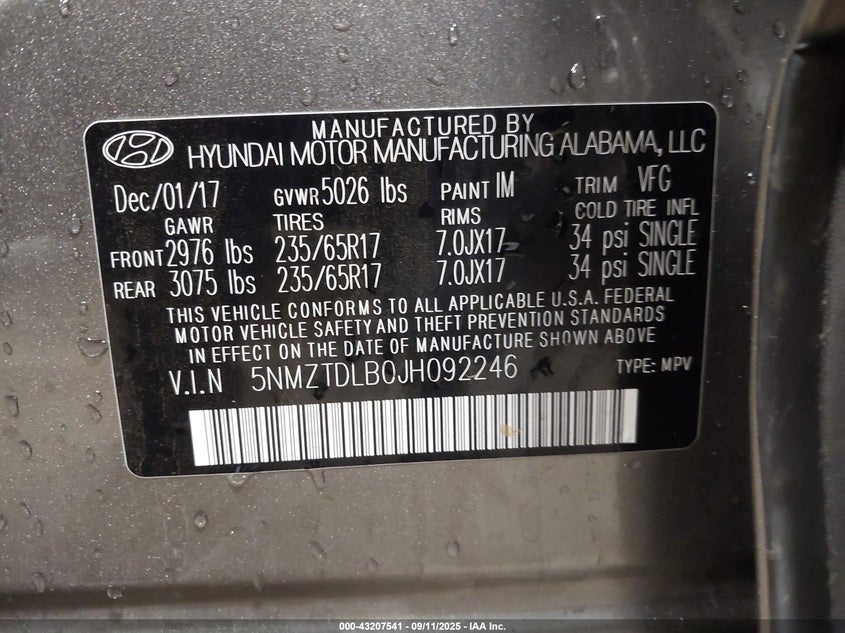 MANUFACTURED BY
HYUNDAI MOTOR MANUFACTURING ALABAMA, LLC
Dec/01/17 GVWR 5026 lbs PAINT IM TRIM VFG
GAWR TIRES RIMS COLD TIRE INFL
FRONT 2976 lbs 235/65R17 7.0JX17 34 psi SINGLE
REAR 3075 lbs 235/65R17 7.0JX17 34 psi SINGLE
THIS VEHICLE CONFORMS TO ALL APPLICABLE U.S.A. FEDERAL
MOTOR VEHICLE SAFETY AND THEFT PREVENTION STANDARDS
IN EFFECT ON THE DATE OF MANUFACTURE SHOWN ABOVE
V.I.N 5NMZTDLB0JH092246 TYPE: MPV
000-43207541 - 09/11/2025 - IAA Inc.